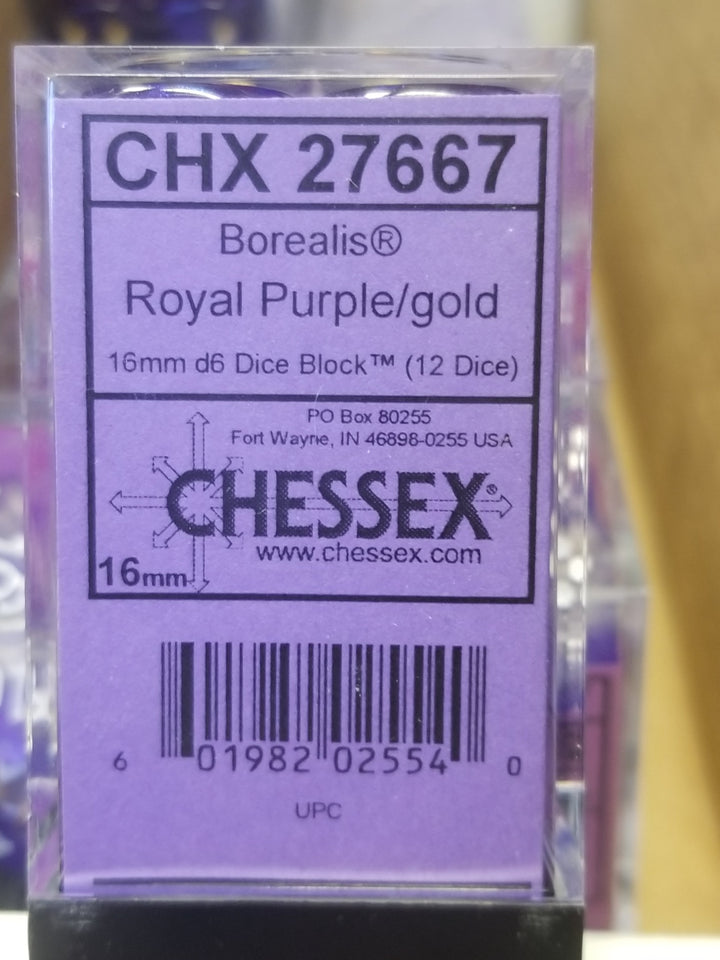 CHX 27667
Borealis®
Royal Purple/gold
16mm d6 Dice Block™ (12 Dice)
PO Box 80255
Fort Wayne, IN 46898-0255 USA
CHESSEX®
www.chessex.com
16mm
6 01982 02554 0
UPC